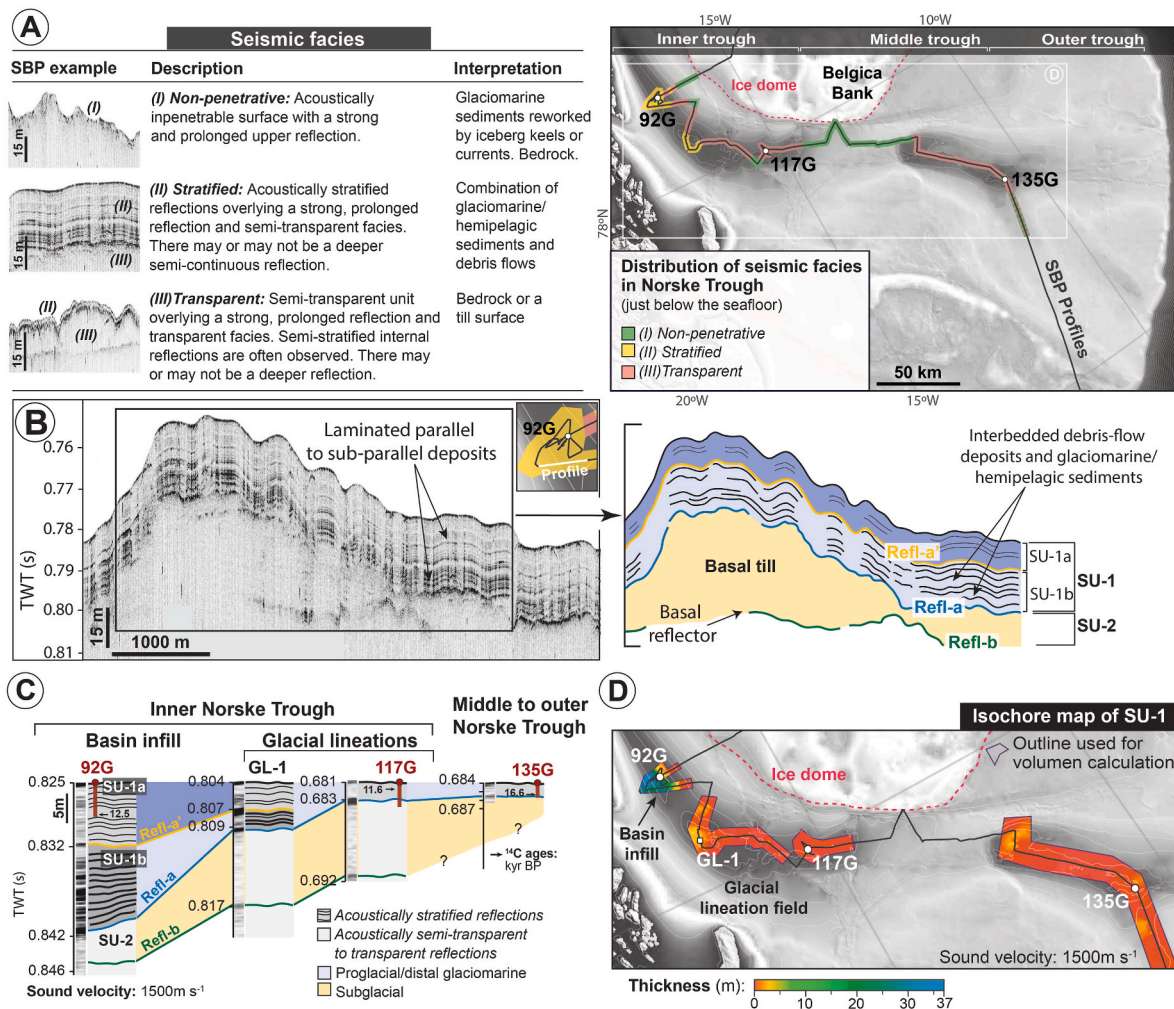 A
Seismic facies
SBP example
Description
Interpretation
(I)
15 m
(I) Non-penetrative: Acoustically
inpenetrable surface with a strong
and prolonged upper reflection.
Glaciomarine
sediments reworked
by iceberg keels or
currents. Bedrock.
(II)
(III)
15 m
(II) Stratified: Acoustically stratified
reflections overlying a strong, prolonged
reflection and semi-transparent facies.
There may or may not be a deeper
semi-continuous reflection.
Combination of
glaciomarine/
hemipelagic
sediments and
debris flows
(II)
(III)
15 m
(III)Transparent: Semi-transparent unit
overlying a strong, prolonged reflection and
transparent facies. Semi-stratified internal
reflections are often observed. There may
or may not be a deeper reflection.
Bedrock or a
till surface
15ºW
10ºW
Inner trough
Middle trough
Outer trough
D
Ice dome
Belgica
Bank
92G
117G
135G
78ºN
SBP Profiles
Distribution of seismic facies
in Norske Trough
(just below the seafloor)
(I) Non-penetrative
(II) Stratified
(III)Transparent
50 km
20ºW
15ºW
B
TWT (s)
0.76
0.77
0.78
0.79
0.80
0.81
15 m
1000 m
Laminated parallel
to sub-parallel deposits
92G
Profile
Interbedded debris-flow
deposits and glaciomarine/
hemipelagic sediments
Refl-a'
SU-1a
SU-1
SU-1b
Basal till
Refl-a
Basal
reflector
SU-2
Refl-b
C
Inner Norske Trough
Middle to outer
Norske Trough
Basin infill
Glacial lineations
92G
GL-1
117G
135G
TWT (s)
5m
0.825
0.832
0.842
0.846
SU-1a
12.5
Refl-a'
SU-1b
Refl-a
SU-2
Refl-b
0.804
0.807
0.809
0.817
0.681
0.683
0.692
11.6
0.684
0.687
16.6
?
?
¹⁴C ages:
kyr BP
Acoustically stratified reflections
Acoustically semi-transparent
to transparent reflections
Proglacial/distal glaciomarine
Subglacial
Sound velocity: 1500m s⁻¹
D
Isochore map of SU-1
Outline used for
volumen calculation
92G
Ice dome
Basin
infill
GL-1
117G
Glacial
lineation field
135G
Sound velocity: 1500m s⁻¹
Thickness (m):
0
10
20
30
37